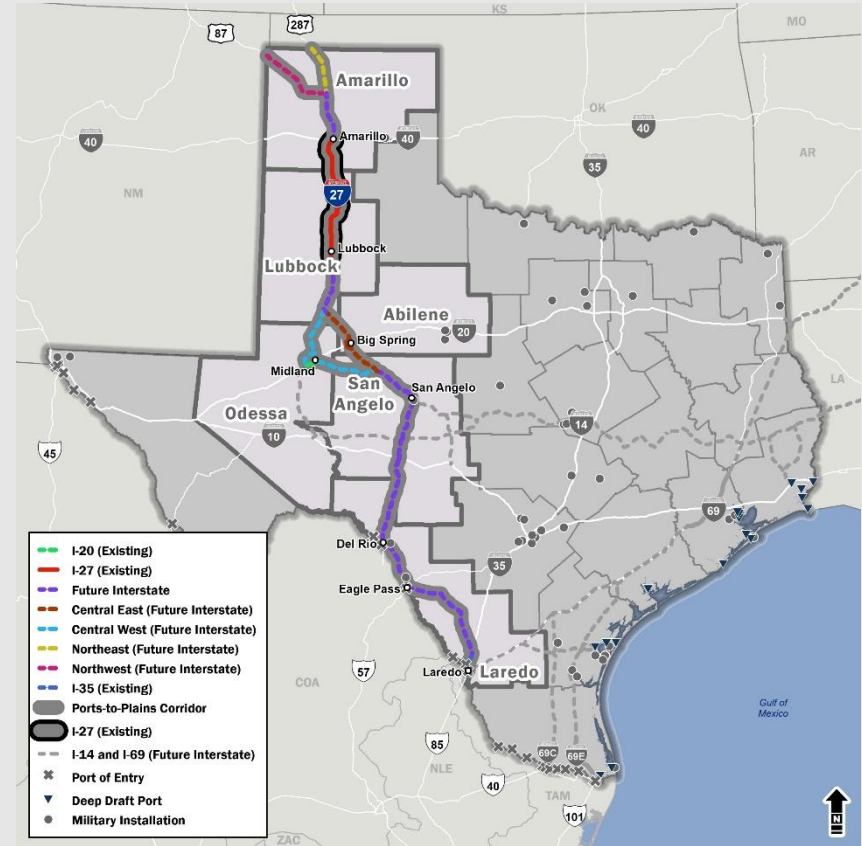 KS
MO
87
287
Amarillo
OK
Amarillo
40
40
40
AR
35
NM
27
Lubbock
Lubbock
Abilene
20
Big Spring
Midland
San
Angelo
San Angelo
LA
Odessa
14
10
45
69
Del Rio
35
Eagle Pass
Laredo
Laredo
57
COA
Gulf of
Mexico
85
NLE
69C
69E
40
TAM
101
ZAC
I-20 (Existing)
I-27 (Existing)
Future Interstate
Central East (Future Interstate)
Central West (Future Interstate)
Northeast (Future Interstate)
Northwest (Future Interstate)
I-35 (Existing)
Ports-to-Plains Corridor
I-27 (Existing)
I-14 and I-69 (Future Interstate)
Port of Entry
Deep Draft Port
Military Installation
N